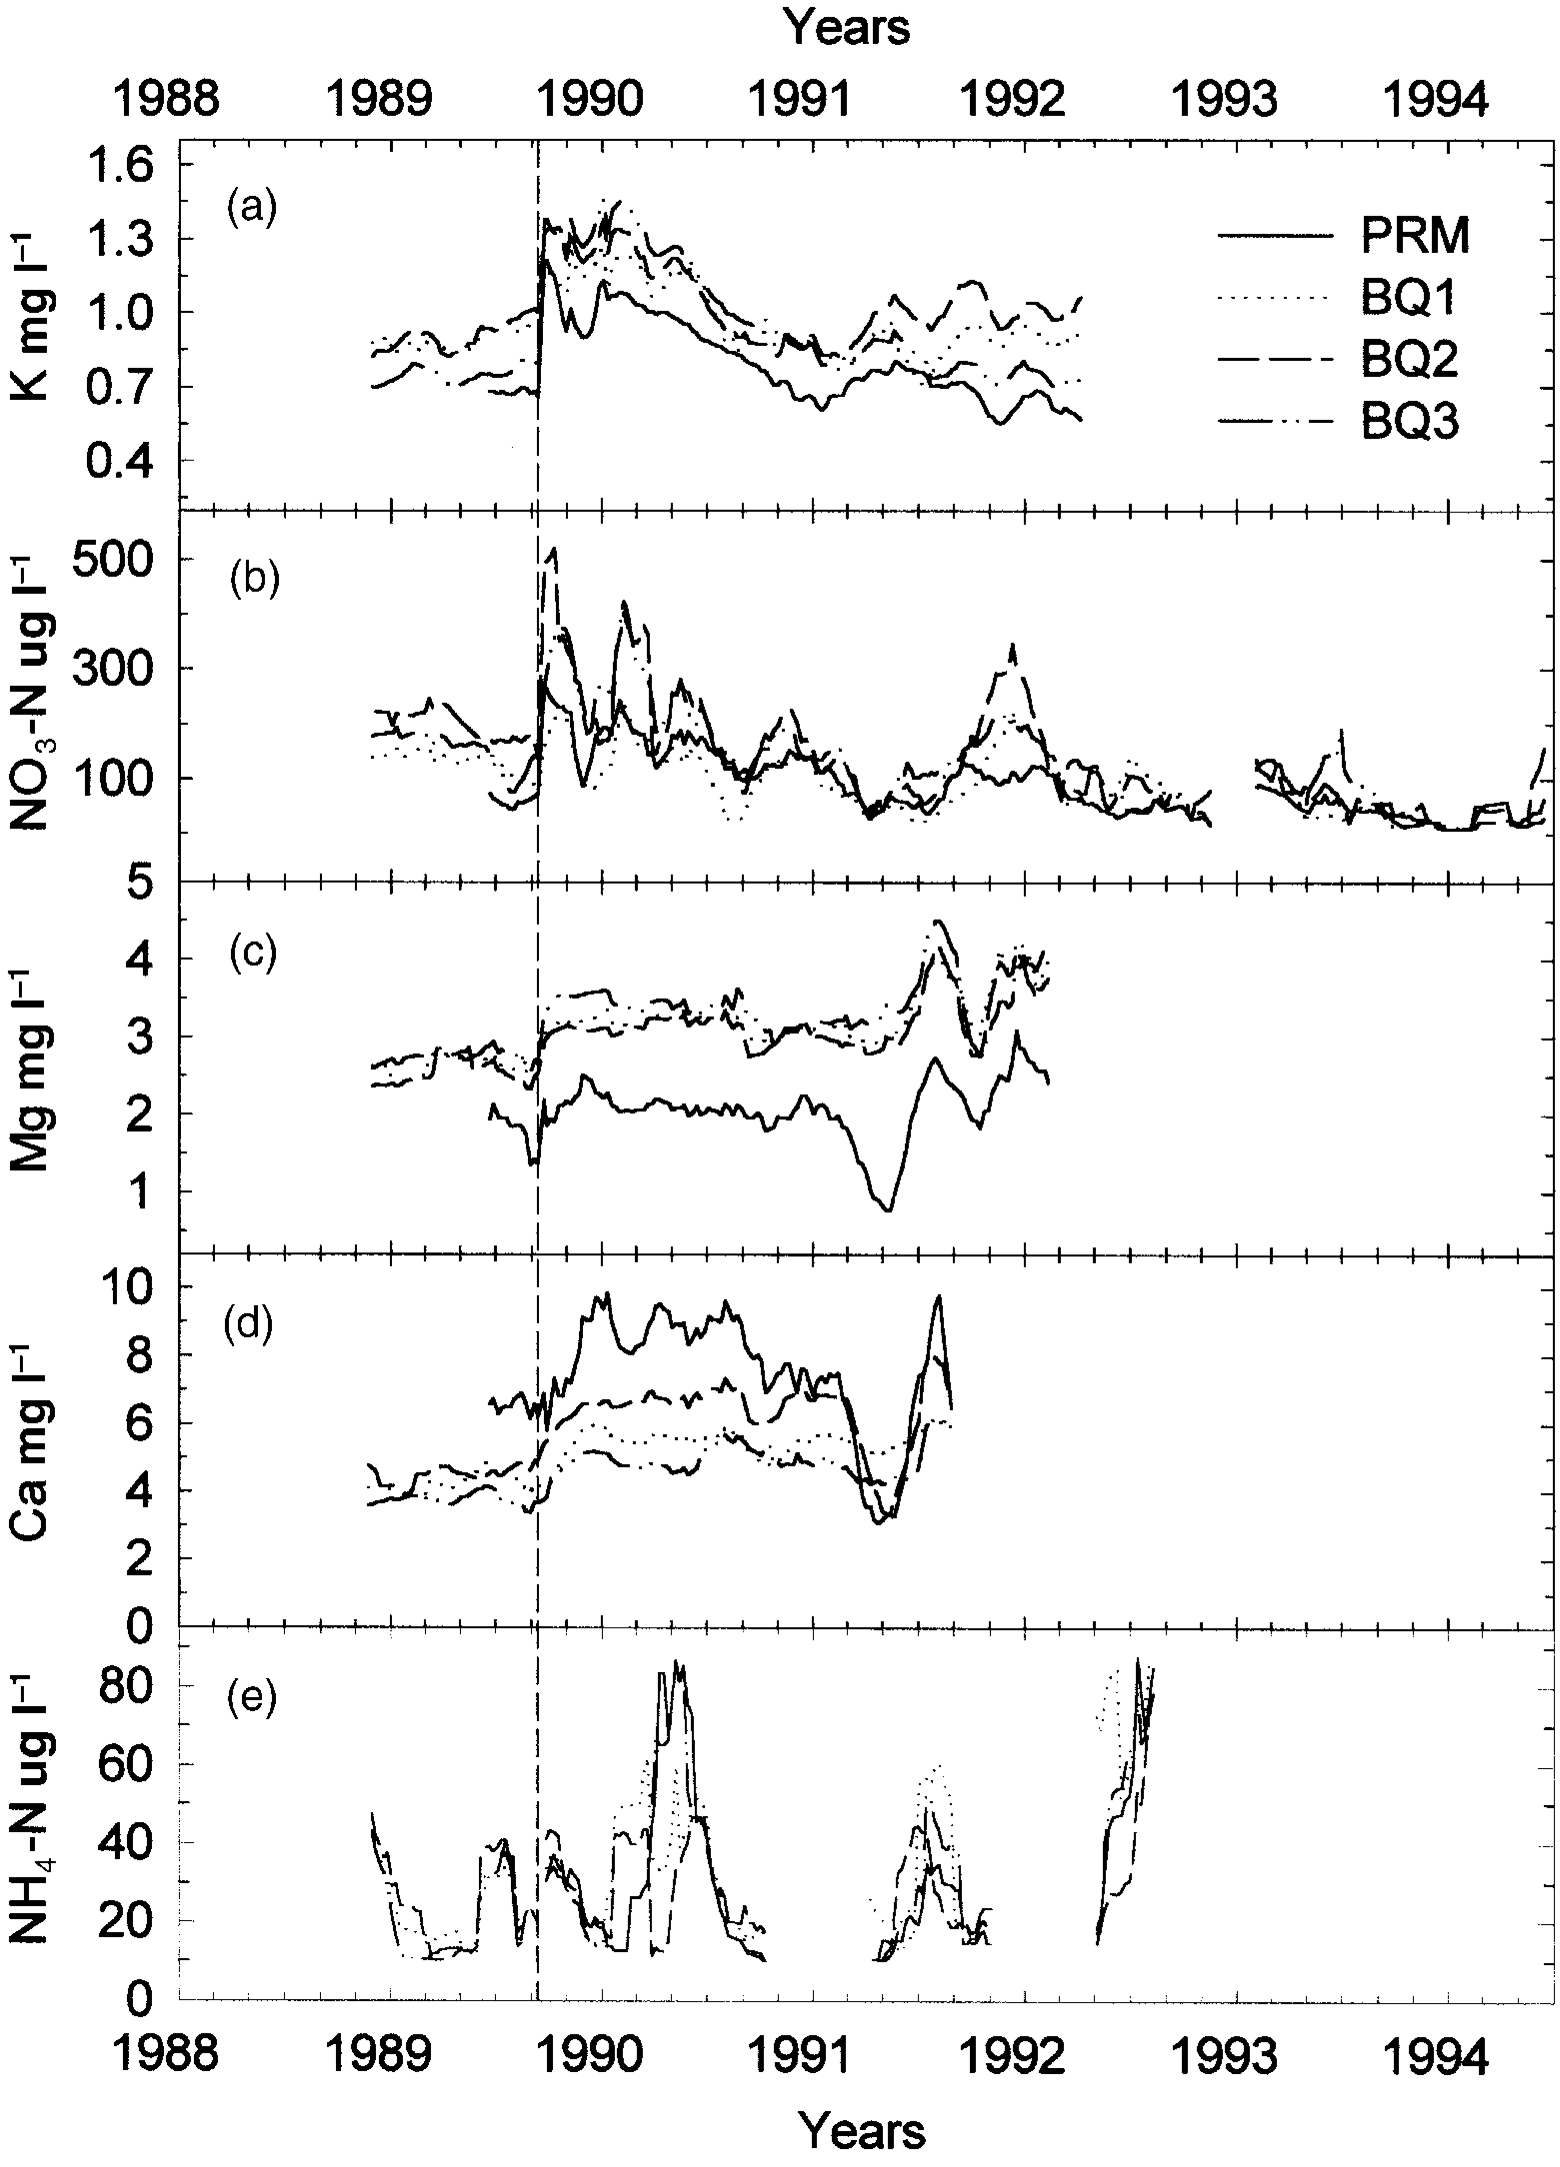 Years
1988 1989 1990 1991 1992 1993 1994
K mg l⁻¹
1.6
1.3
1.0
0.7
0.4
(a)
PRM
BQ1
BQ2
BQ3
NO₃-N ug l⁻¹
500
300
100
(b)
Mg mg l⁻¹
5
4
3
2
1
(c)
Ca mg l⁻¹
10
8
6
4
2
0
(d)
NH₄-N ug l⁻¹
80
60
40
20
0
(e)
1988 1989 1990 1991 1992 1993 1994
Years